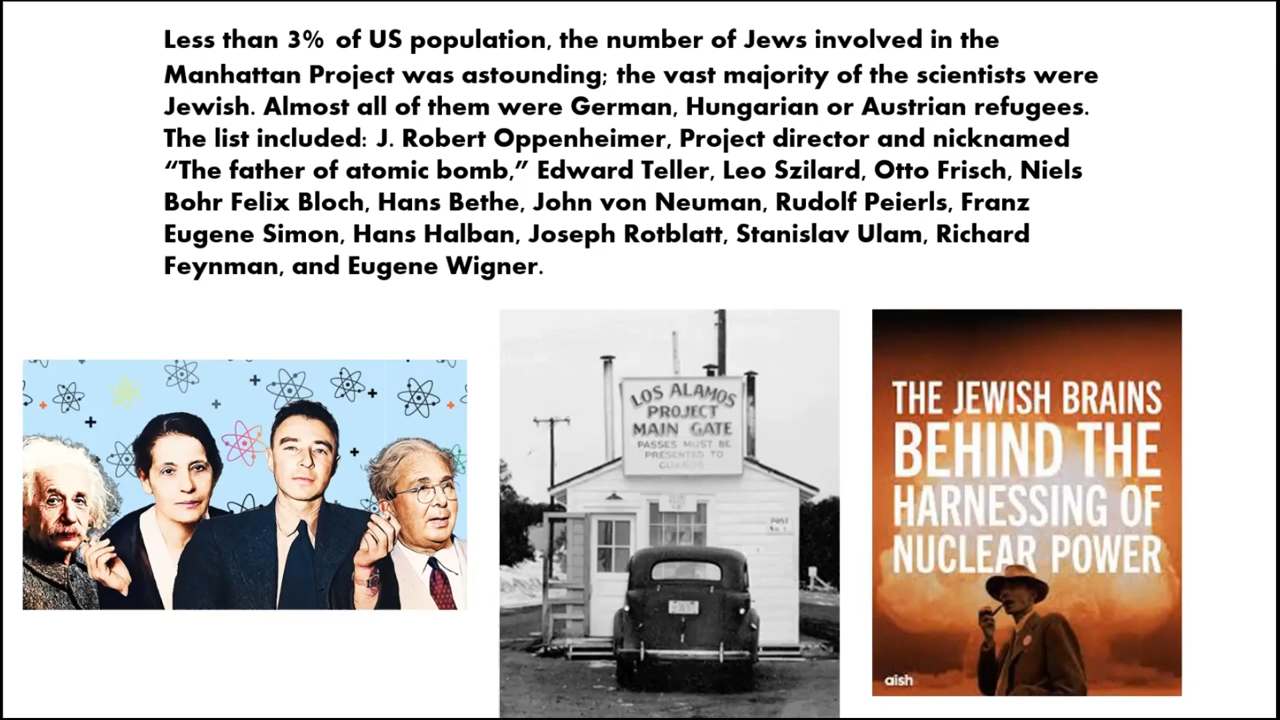 Less than 3% of US population, the number of Jews involved in the
Manhattan Project was astounding; the vast majority of the scientists were
Jewish. Almost all of them were German, Hungarian or Austrian refugees.
The list included: J. Robert Oppenheimer, Project director and nicknamed
“The father of atomic bomb,” Edward Teller, Leo Szilard, Otto Frisch, Niels
Bohr Felix Bloch, Hans Bethe, John von Neuman, Rudolf Peierls, Franz
Eugene Simon, Hans Halban, Joseph Rotblatt, Stanislav Ulam, Richard
Feynman, and Eugene Wigner.
LOS ALAMOS
PROJECT
MAIN GATE
PASSES MUST BE
PRESENTED TO
GUARDS
POST
No. 1
THE JEWISH BRAINS
BEHIND THE
HARNESSING OF
NUCLEAR POWER
aish